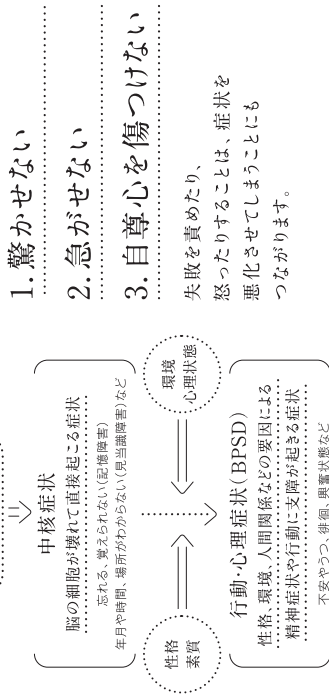 中核症状
脳の細胞が壊れて直接起こる症状
忘れる、覚えられない(記憶障害)
年月や時間、場所がわからない(見当識障害)など
性格
素質
環境
心理状態
行動・心理症状(BPSD)
性格、環境、人間関係などの要因による
精神症状や行動に支障が起きる症状
不安やうつ、徘徊、興奮状態など
1. 驚かせない
2. 急がせない
3. 自尊心を傷つけない
失敗を責めたり、
怒ったりすることは、症状を
悪化させてしまうことにも
つながります。